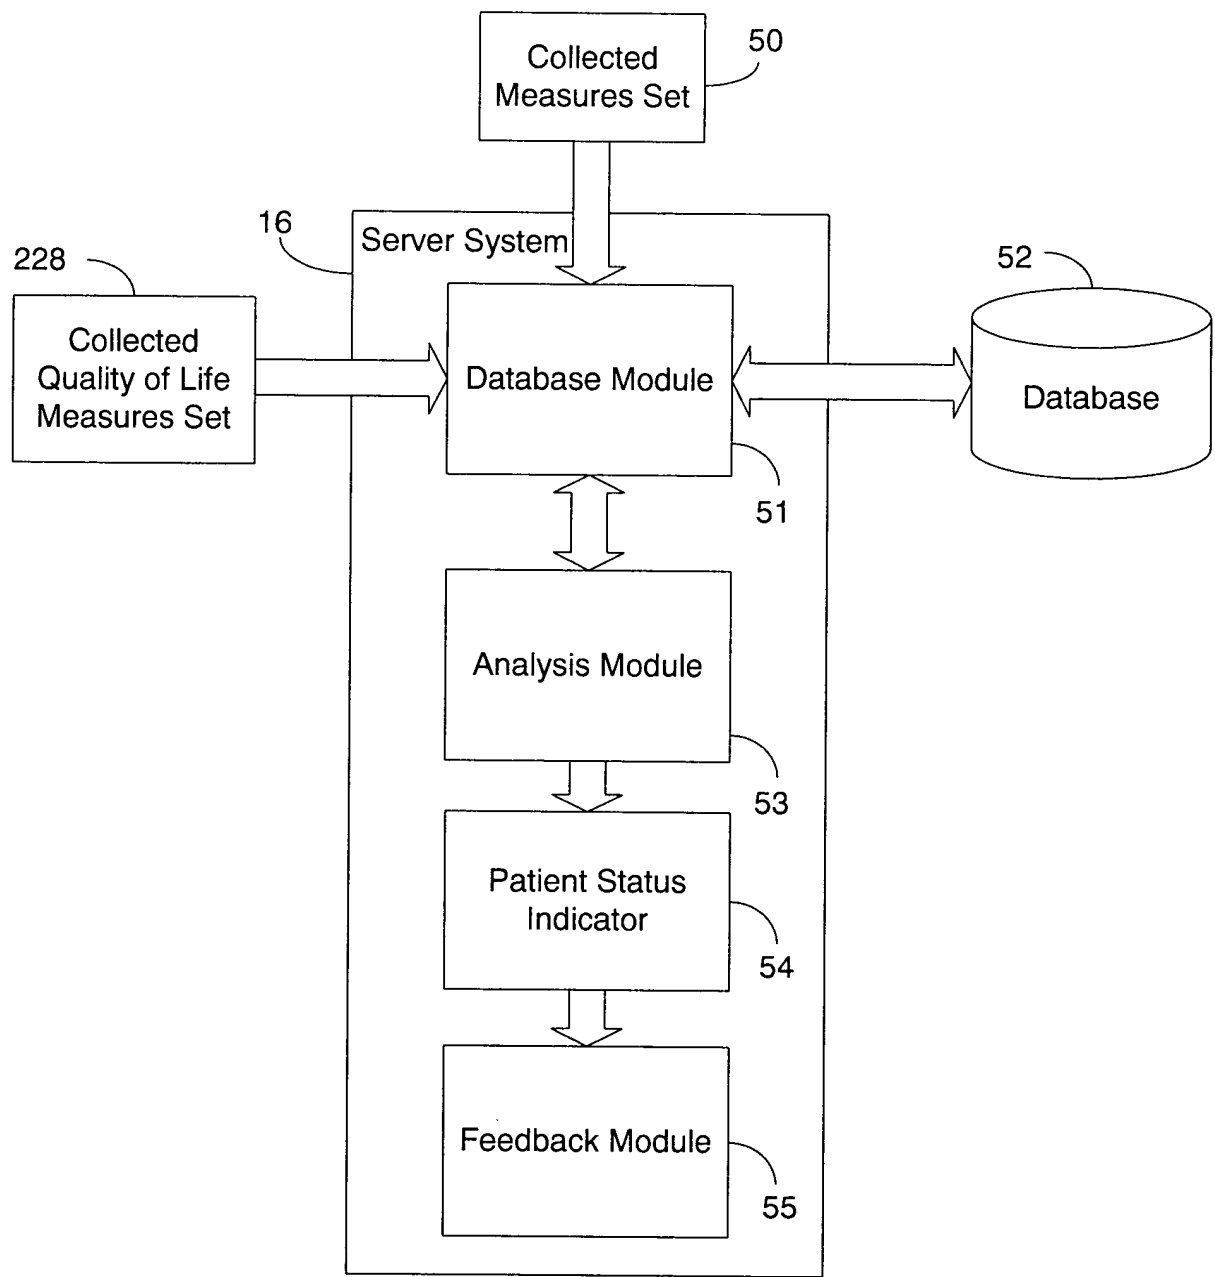 Collected
Measures Set
50
16
Server System
228
Collected
Quality of Life
Measures Set
Database Module
51
52
Database
Analysis Module
53
Patient Status
Indicator
54
Feedback Module
55